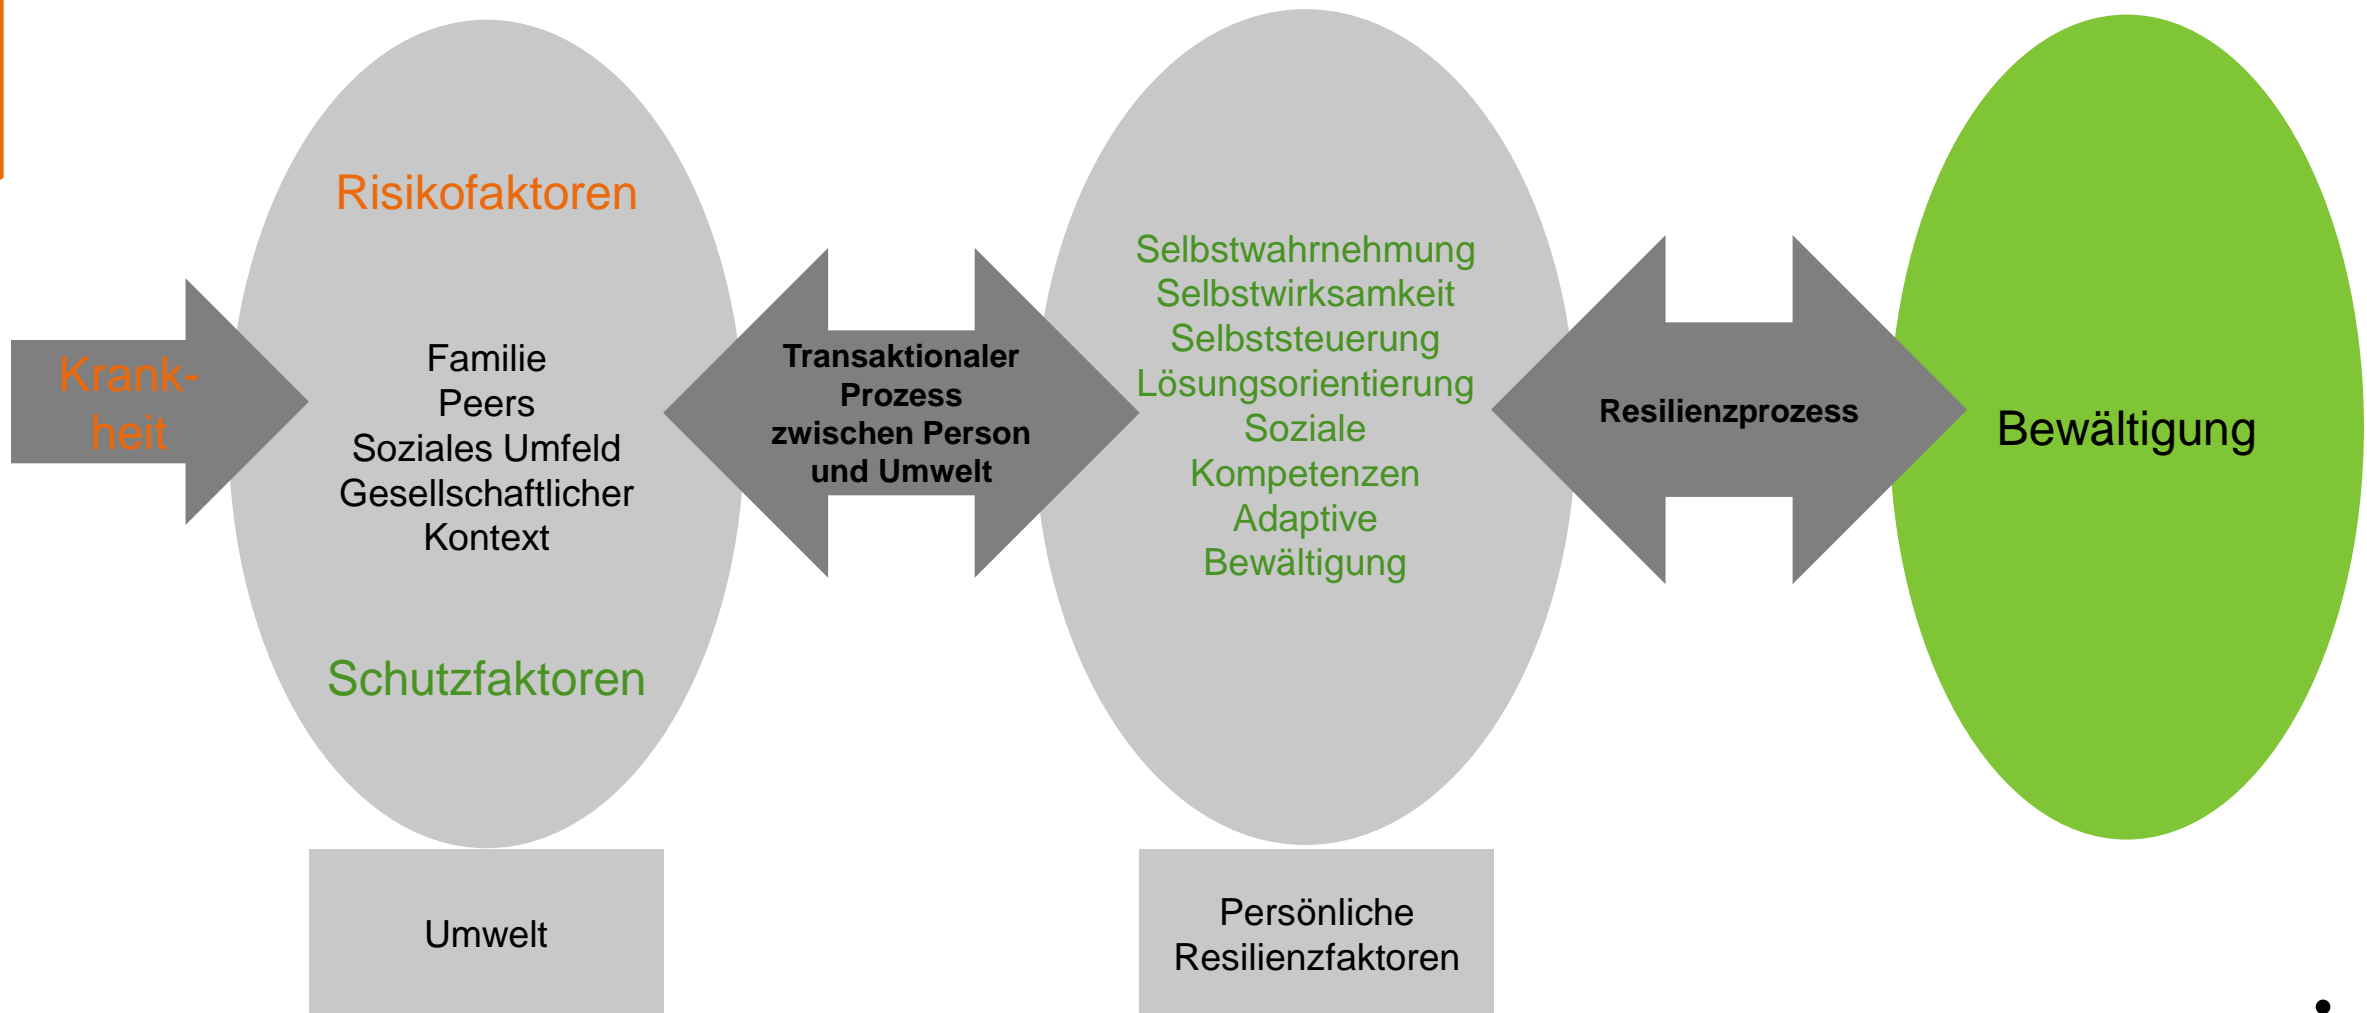 Krank-
heit
Risikofaktoren
Familie
Peers
Soziales Umfeld
Gesellschaftlicher
Kontext
Schutzfaktoren
Umwelt
Transaktionaler
Prozess
zwischen Person
und Umwelt
Selbstwahrnehmung
Selbstwirksamkeit
Selbststeuerung
Lösungsorientierung
Soziale
Kompetenzen
Adaptive
Bewältigung
Persönliche
Resilienzfaktoren
Resilienzprozess
Bewältigung